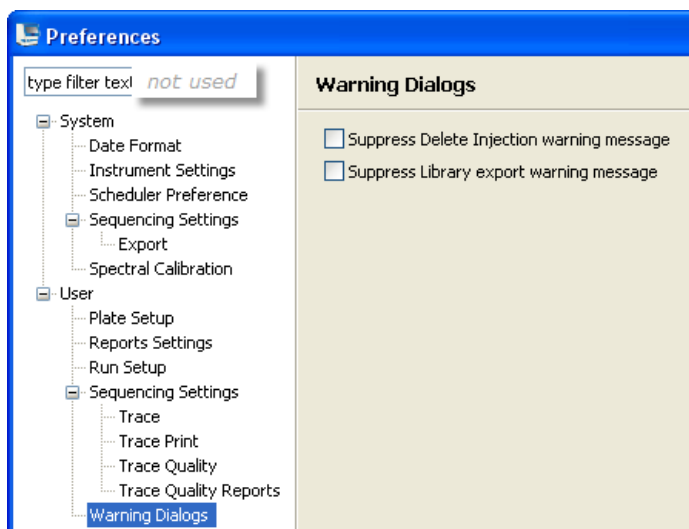 Preferences
type filter text not used
System
Date Format
Instrument Settings
Scheduler Preference
Sequencing Settings
Export
Spectral Calibration
User
Plate Setup
Reports Settings
Run Setup
Sequencing Settings
Trace
Trace Print
Trace Quality
Trace Quality Reports
Warning Dialogs
Warning Dialogs
Suppress Delete Injection warning message
Suppress Library export warning message